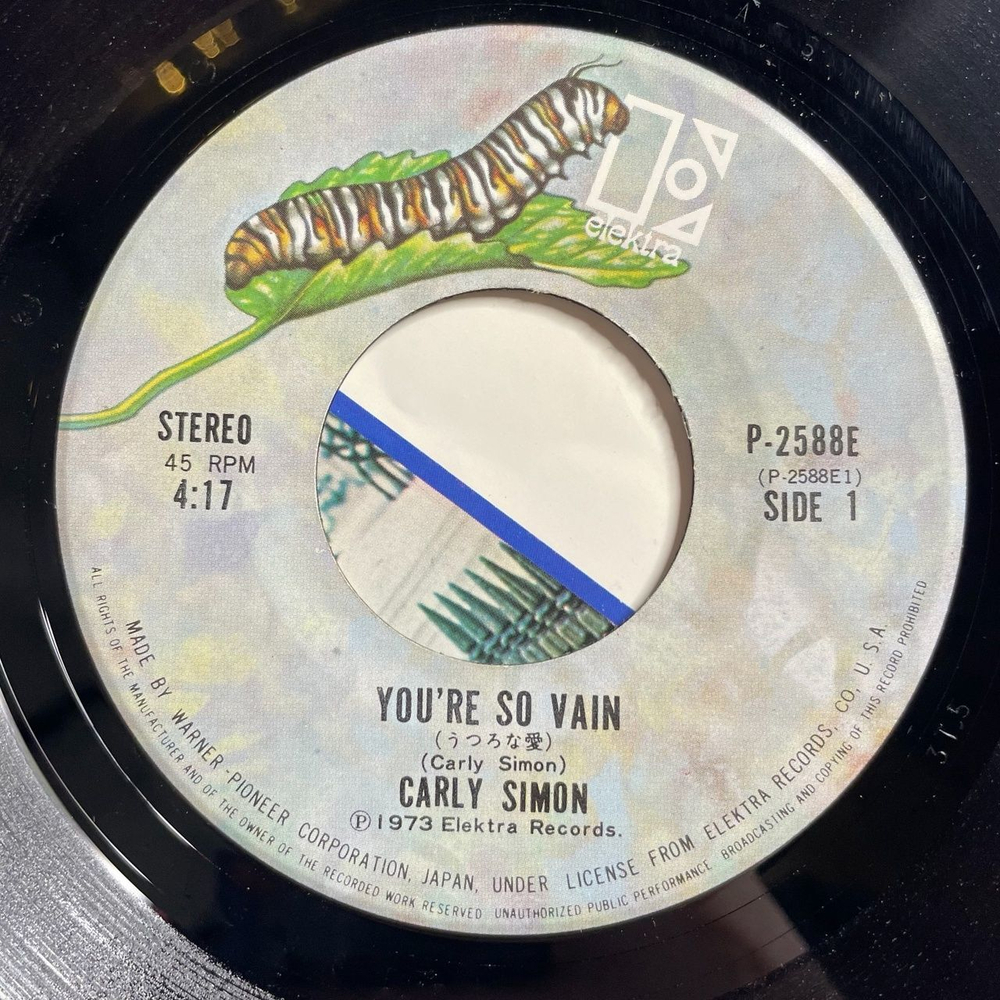 elektra
STEREO
45 RPM
4:17
P-2588E
(P-2588E1)
SIDE 1
YOU'RE SO VAIN
(うつろな愛)
(Carly Simon)
CARLY SIMON
Ⓟ1973 Elektra Records.
MADE BY WARNER-PIONEER CORPORATION, JAPAN, UNDER LICENSE FROM ELEKTRA RECORDS, CO, U.S.A.
ALL RIGHTS OF THE MANUFACTURER AND OF THE OWNER OF THE RECORDED WORK RESERVED UNAUTHORIZED PUBLIC PERFORMANCE BROADCASTING AND COPYING OF THIS RECORD PROHIBITED